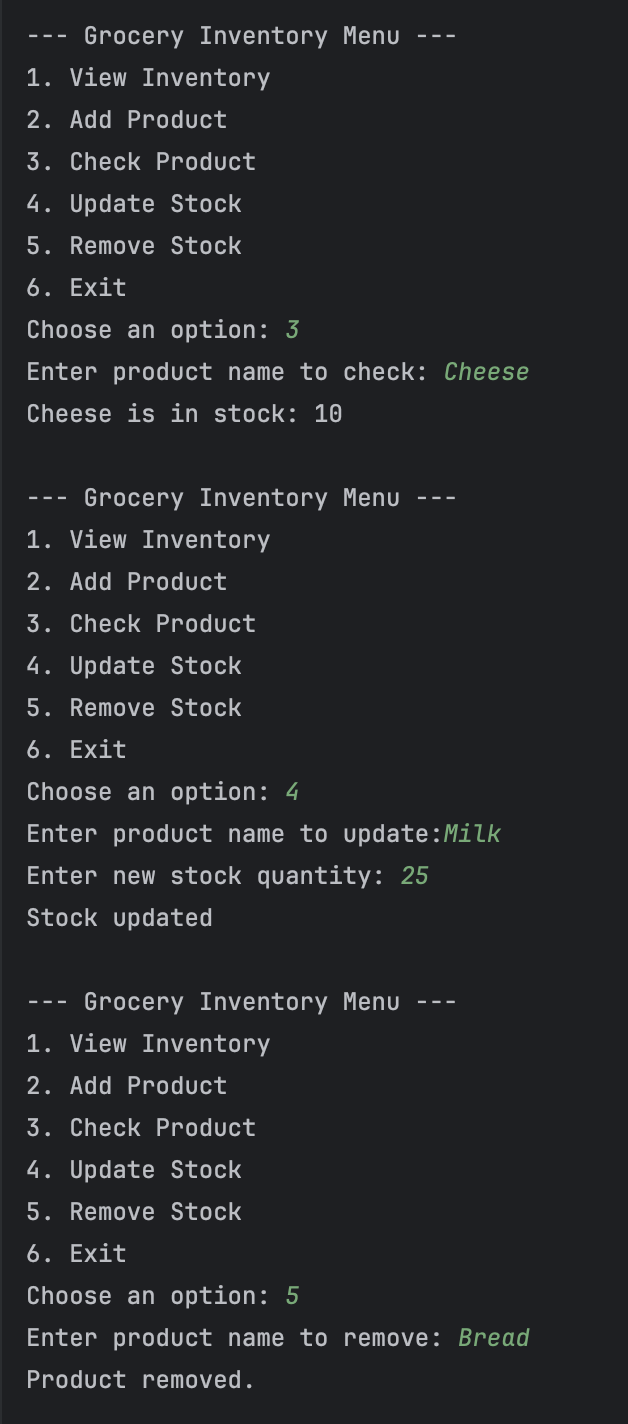 --- Grocery Inventory Menu ---
1. View Inventory
2. Add Product
3. Check Product
4. Update Stock
5. Remove Stock
6. Exit
Choose an option: 3
Enter product name to check: Cheese
Cheese is in stock: 10
--- Grocery Inventory Menu ---
1. View Inventory
2. Add Product
3. Check Product
4. Update Stock
5. Remove Stock
6. Exit
Choose an option: 4
Enter product name to update:Milk
Enter new stock quantity: 25
Stock updated
--- Grocery Inventory Menu ---
1. View Inventory
2. Add Product
3. Check Product
4. Update Stock
5. Remove Stock
6. Exit
Choose an option: 5
Enter product name to remove: Bread
Product removed.